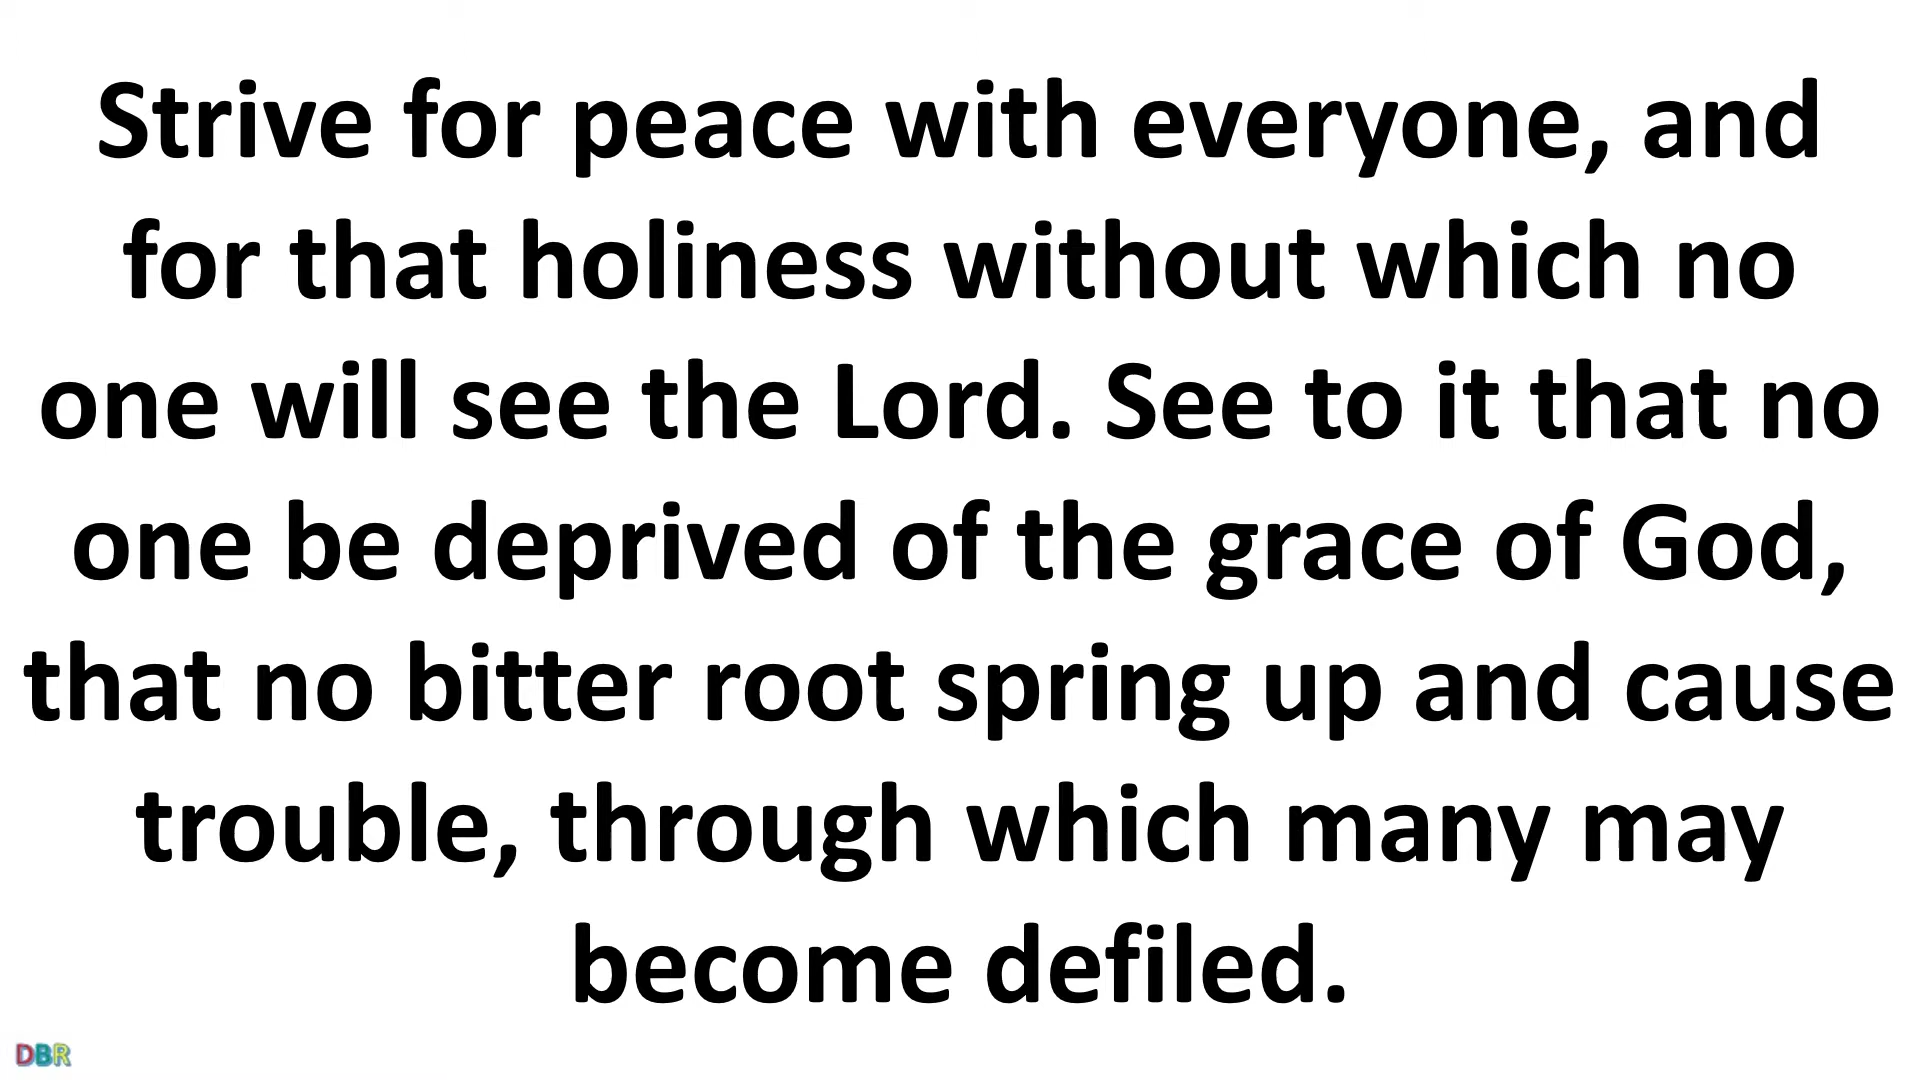 Strive for peace with everyone, and
for that holiness without which no
one will see the Lord. See to it that no
one be deprived of the grace of God,
that no bitter root spring up and cause
trouble, through which many may
become defiled.
DBR